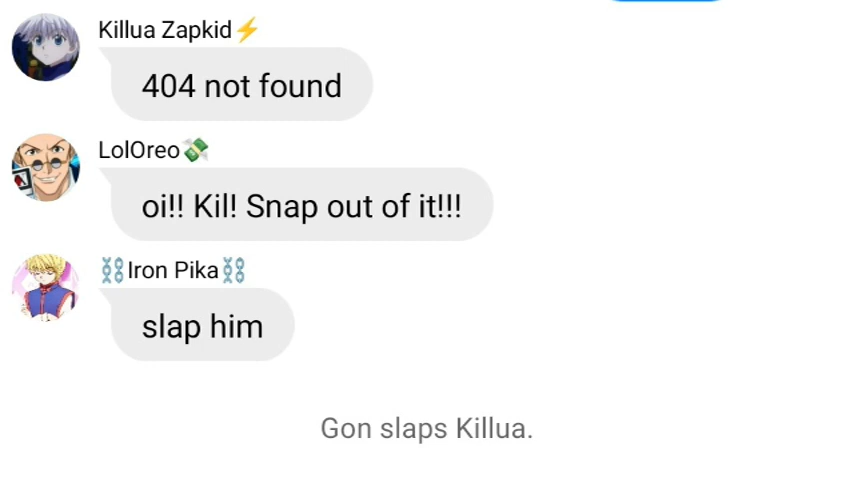 Killua Zapkid⚡
404 not found
LolOreo💸
oi!! Kil! Snap out of it!!!
⛓Iron Pika⛓
slap him
Gon slaps Killua.